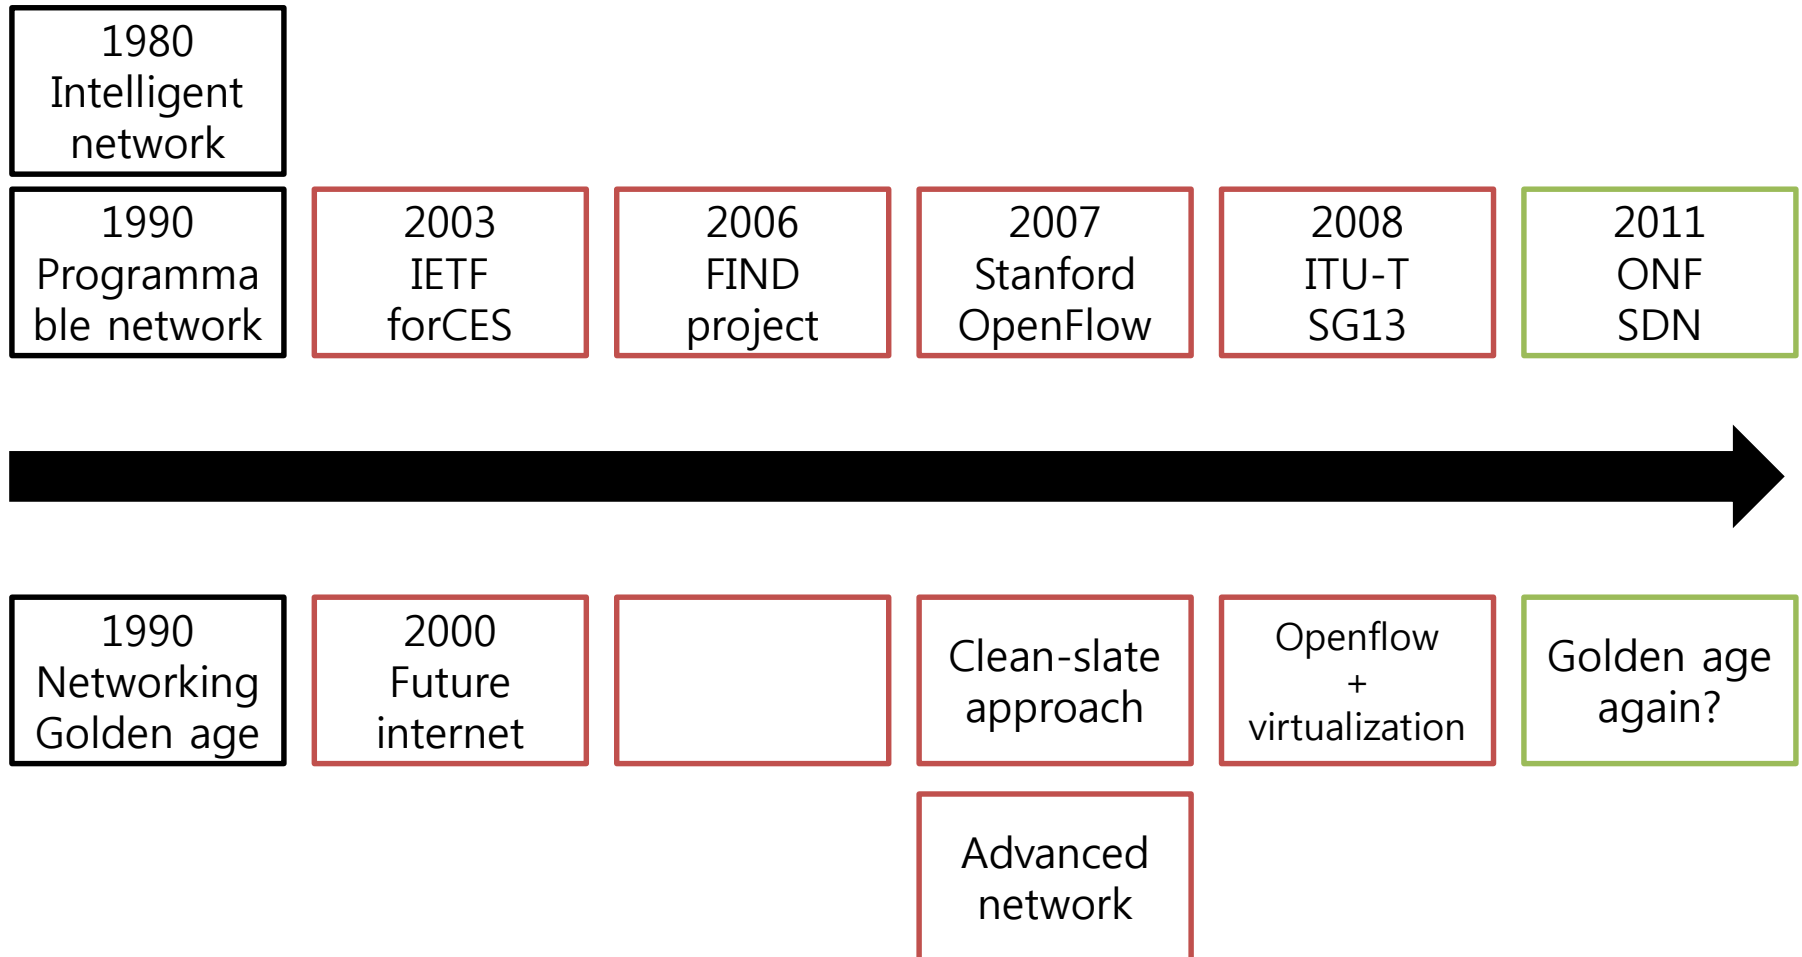 1980
Intelligent
network
1990
Programma
ble network
2003
IETF
forCES
2006
FIND
project
2007
Stanford
OpenFlow
2008
ITU-T
SG13
2011
ONF
SDN
1990
Networking
Golden age
2000
Future
internet
Clean-slate
approach
Openflow
+
virtualization
Golden age
again?
Advanced
network